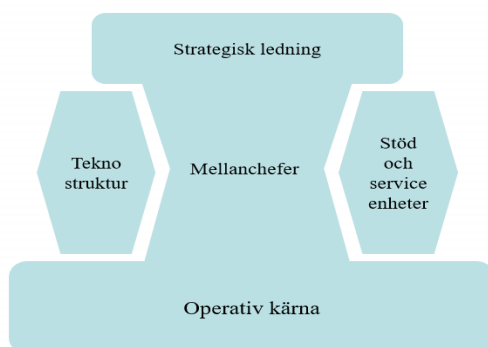 Strategisk ledning
Tekno
struktur
Mellanchefer
Stöd
och
service
enheter
Operativ kärna